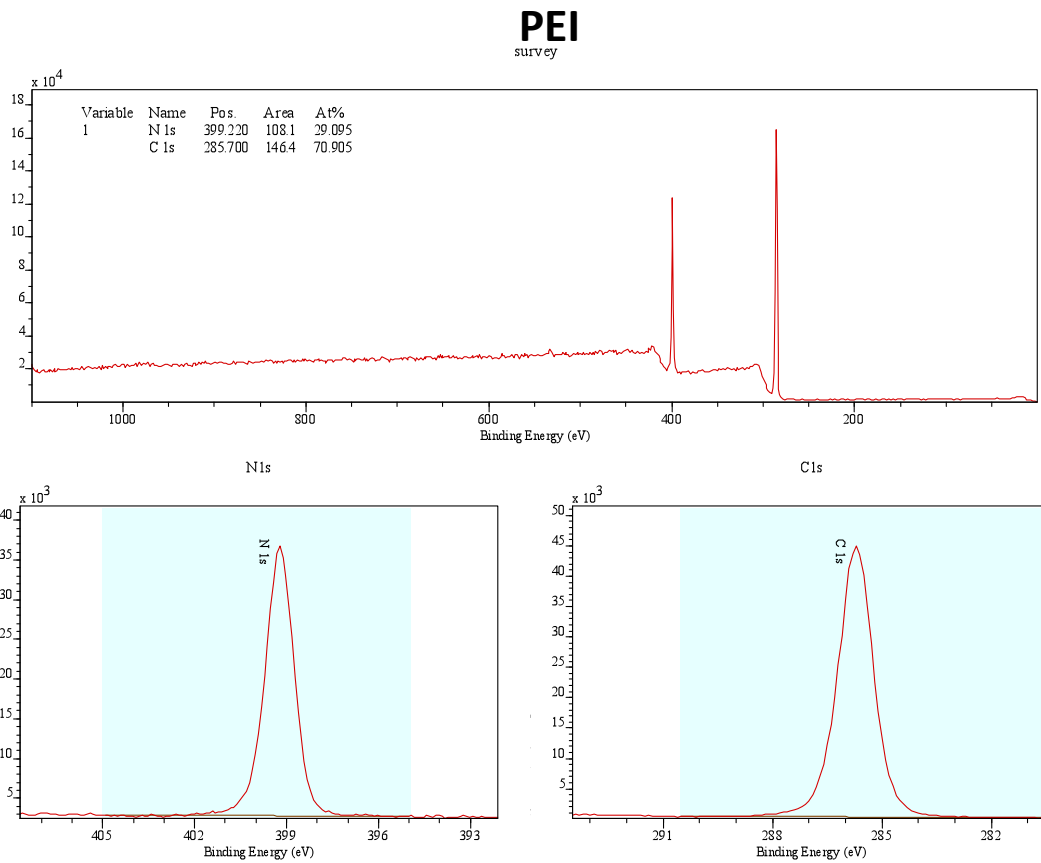 PEI
survey
x 10^4
Variable Name Pos. Area At%
1 N 1s 399.220 108.1 29.095
C 1s 285.700 146.4 70.905
18
16
14
12
10
8
6
4
2
1000 800 600 400 200
Binding Energy (eV)
N 1s
x 10^3
40
35
30
25
20
15
10
5
N 1s
405 402 399 396 393
Binding Energy (eV)
C 1s
x 10^3
50
45
40
35
30
25
20
15
10
5
C 1s
291 288 285 282
Binding Energy (eV)